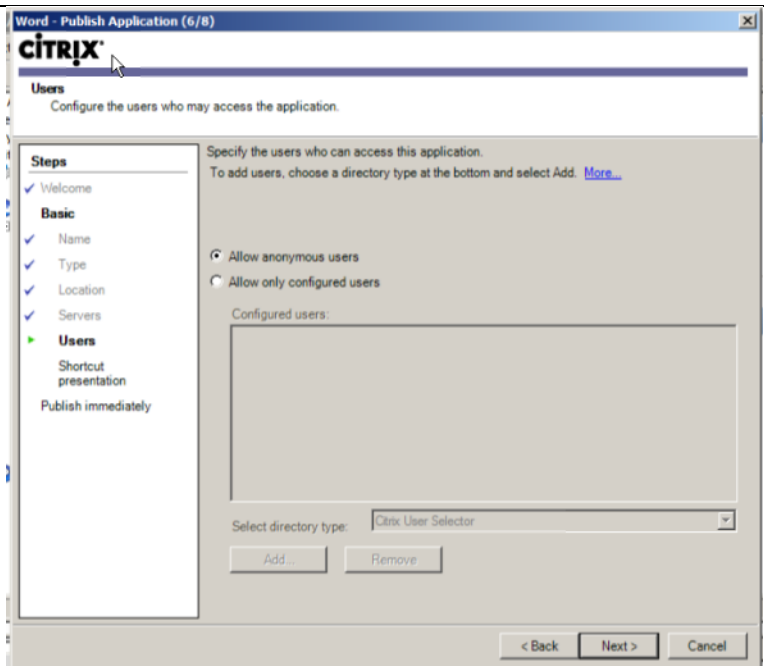 Word - Publish Application (6/8)
CITRIX
Users
Configure the users who may access the application.
Steps
Welcome
Basic
Name
Type
Location
Servers
Users
Shortcut
presentation
Publish immediately
Specify the users who can access this application.
To add users, choose a directory type at the bottom and select Add. More...
Allow anonymous users
Allow only configured users
Configured users:
Select directory type:
Citrix User Selector
Add...
Remove
< Back
Next >
Cancel